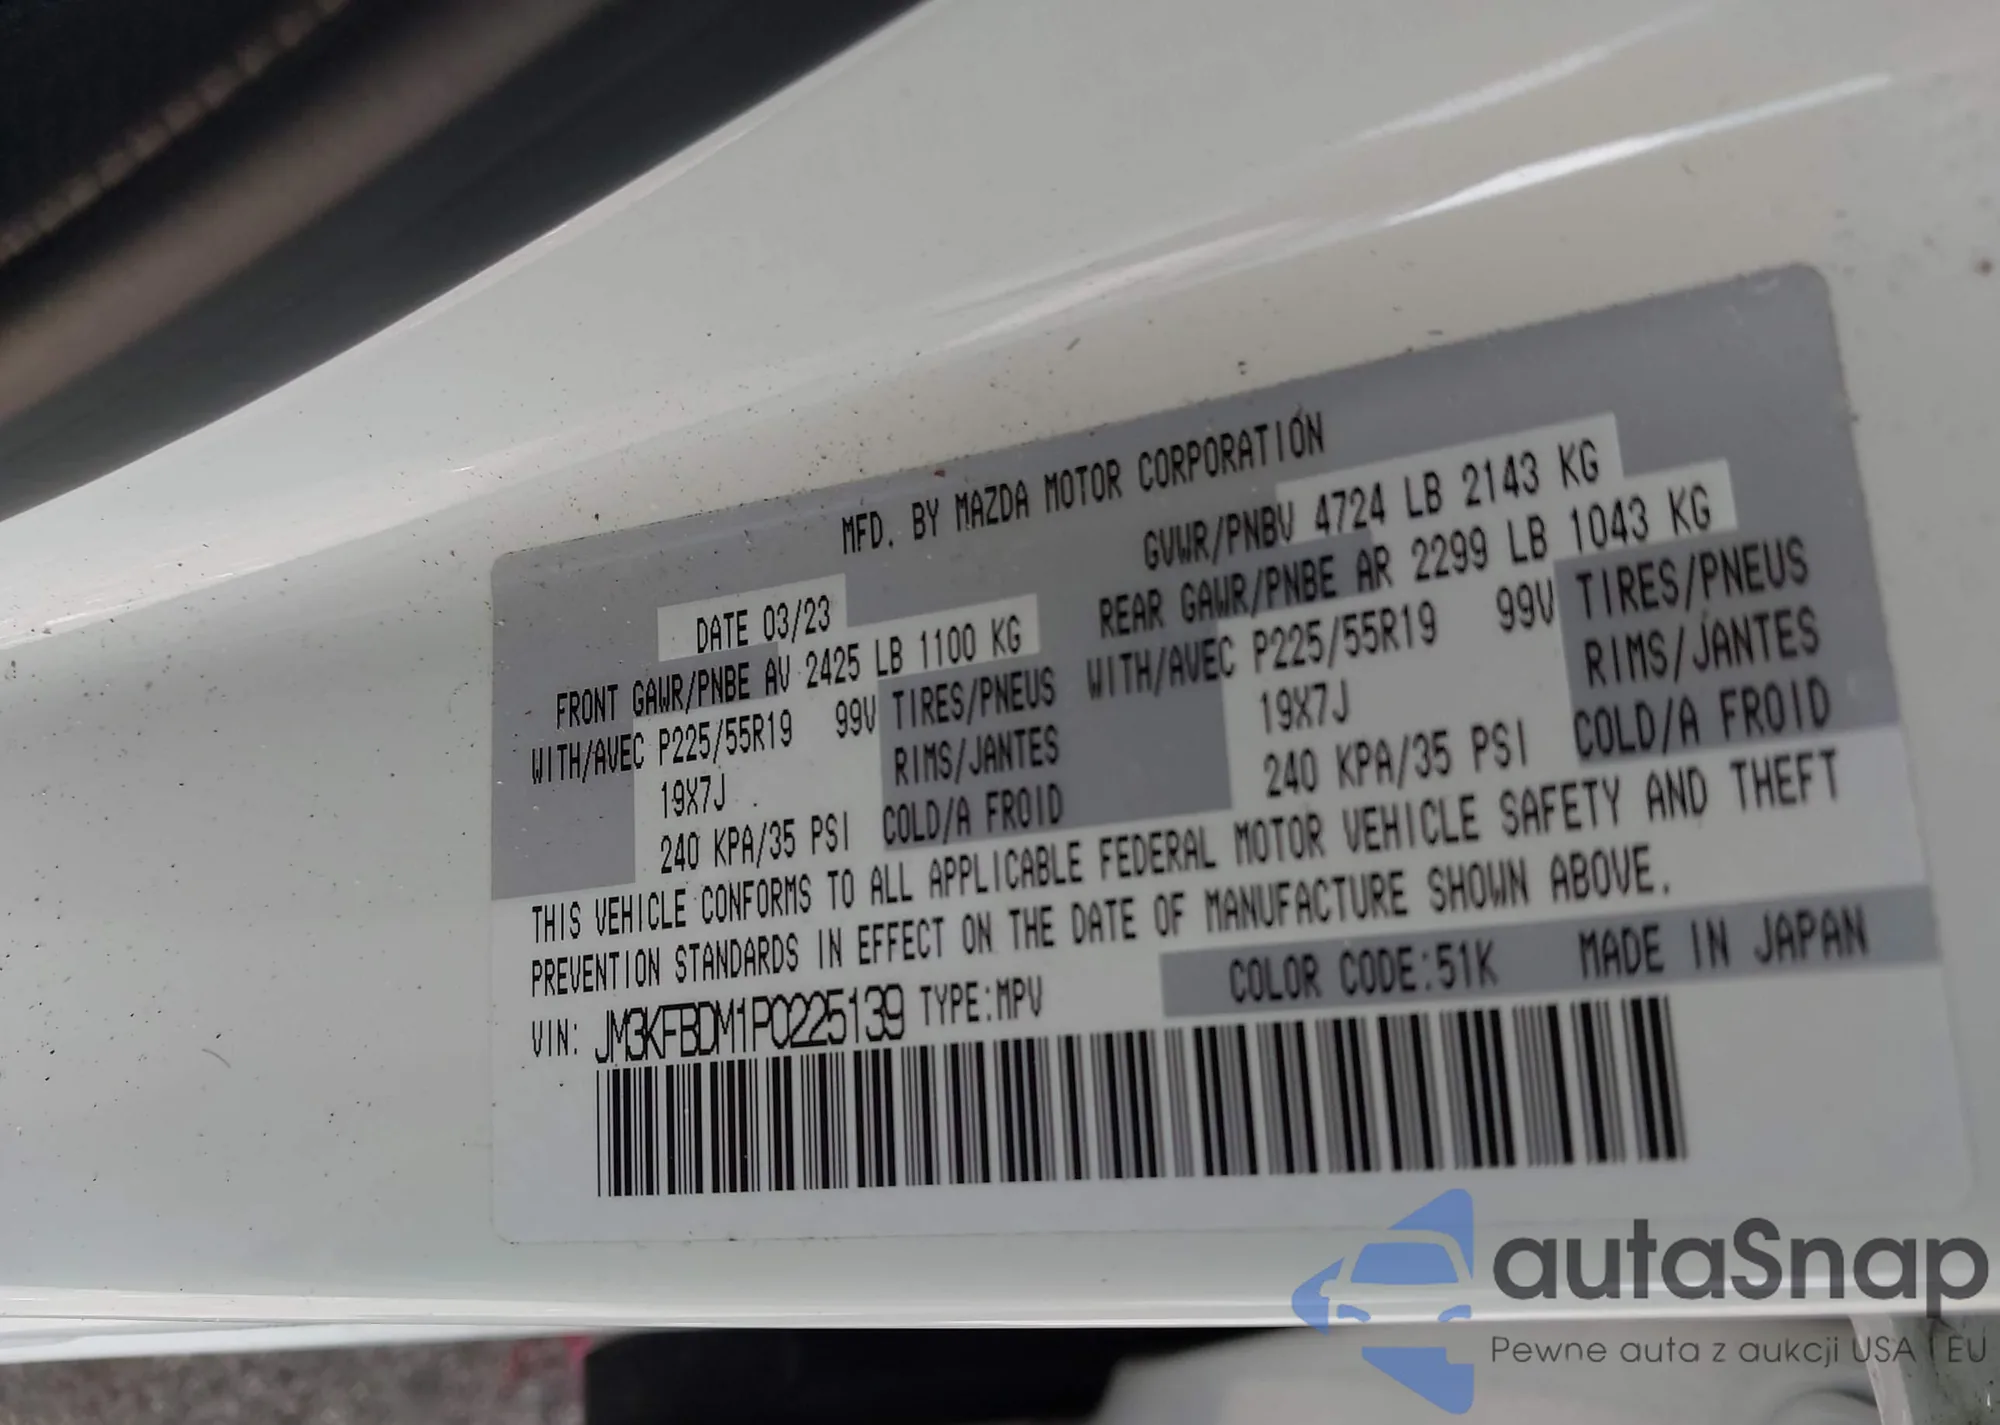 MFD. BY MAZDA MOTOR CORPORATION
DATE 03/23
GVWR/PNBV 4724 LB 2143 KG
FRONT GAWR/PNBE AV 2425 LB 1100 KG
REAR GAWR/PNBE AR 2299 LB 1043 KG
WITH/AVEC P225/55R19 99V TIRES/PNEUS
WITH/AVEC P225/55R19 99V TIRES/PNEUS
19X7J RIMS/JANTES
19X7J RIMS/JANTES
240 KPA/35 PSI COLD/A FROID
240 KPA/35 PSI COLD/A FROID
THIS VEHICLE CONFORMS TO ALL APPLICABLE FEDERAL MOTOR VEHICLE SAFETY AND THEFT
PREVENTION STANDARDS IN EFFECT ON THE DATE OF MANUFACTURE SHOWN ABOVE.
VIN: JM3KFBDM1P0225139 TYPE:MPV
COLOR CODE:51K MADE IN JAPAN
autaSnap
Pewne auta z aukcji USA i EU